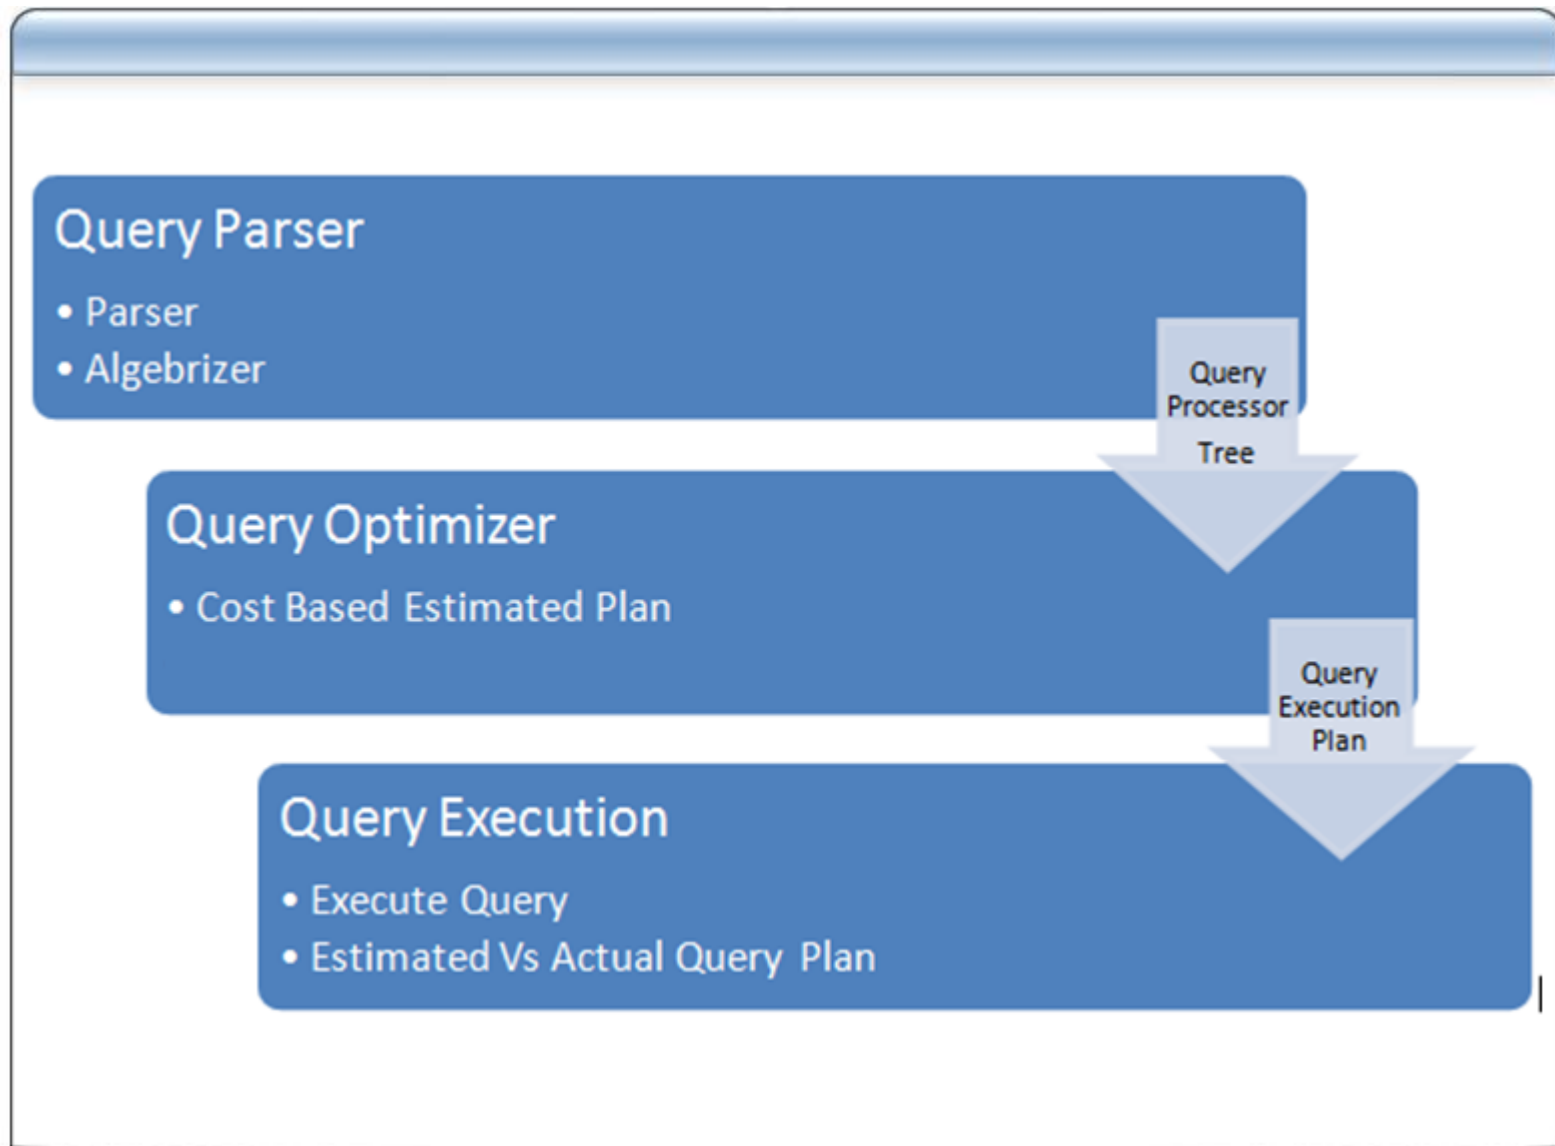 Query Parser
• Parser
• Algebrizer
Query
Processor
Tree
Query Optimizer
• Cost Based Estimated Plan
Query
Execution
Plan
Query Execution
• Execute Query
• Estimated Vs Actual Query Plan